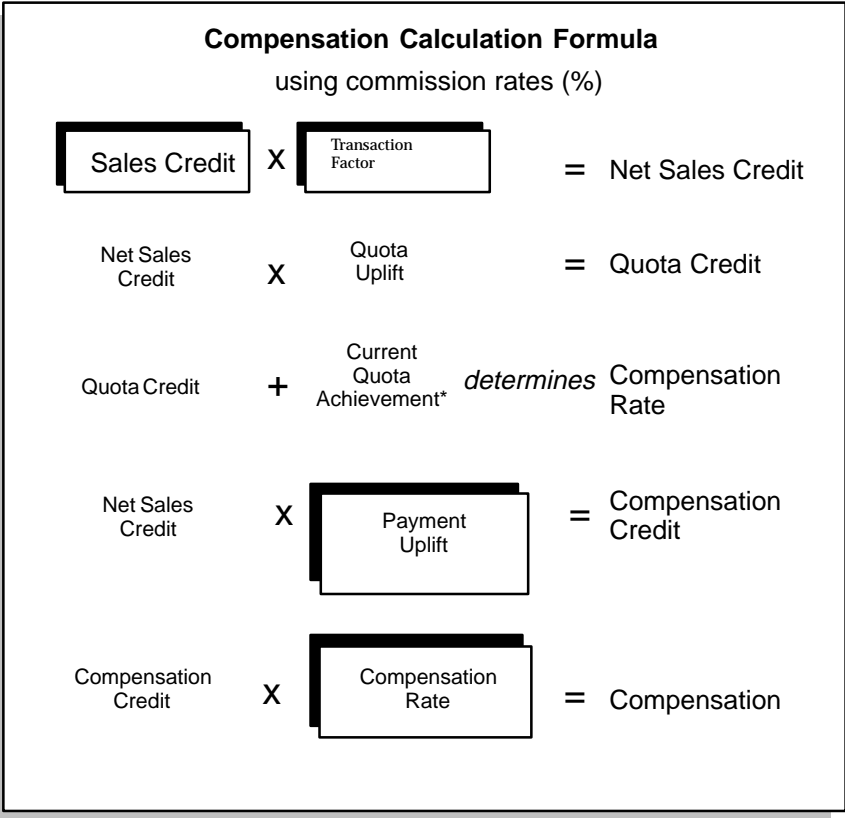 Compensation Calculation Formula
using commission rates (%)
Sales Credit x Transaction Factor = Net Sales Credit
Net Sales Credit x Quota Uplift = Quota Credit
Quota Credit + Current Quota Achievement* determines Compensation Rate
Net Sales Credit x Payment Uplift = Compensation Credit
Compensation Credit x Compensation Rate = Compensation